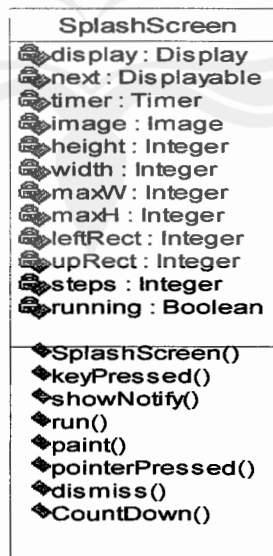 SplashScreen
display : Display
next : Displayable
timer : Timer
image : Image
height : Integer
width : Integer
maxW : Integer
maxH : Integer
leftRect : Integer
upRect : Integer
steps : Integer
running : Boolean
SplashScreen()
keyPressed()
showNotify()
run()
paint()
pointerPressed()
dismiss()
CountDown()